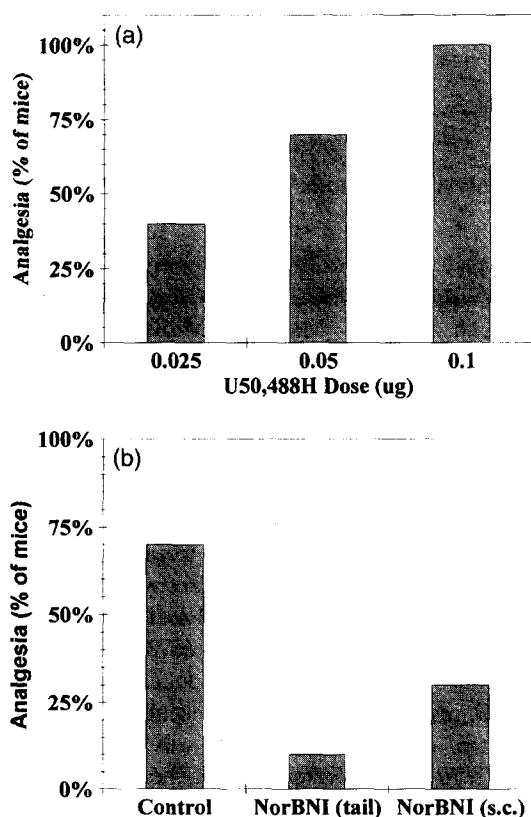 (a)
100%
75%
50%
25%
0%
Analgesia (% of mice)
0.025 0.05 0.1
U50,488H Dose (ug)
(b)
100%
75%
50%
25%
0%
Analgesia (% of mice)
Control NorBNI (tail) NorBNI (s.c.)